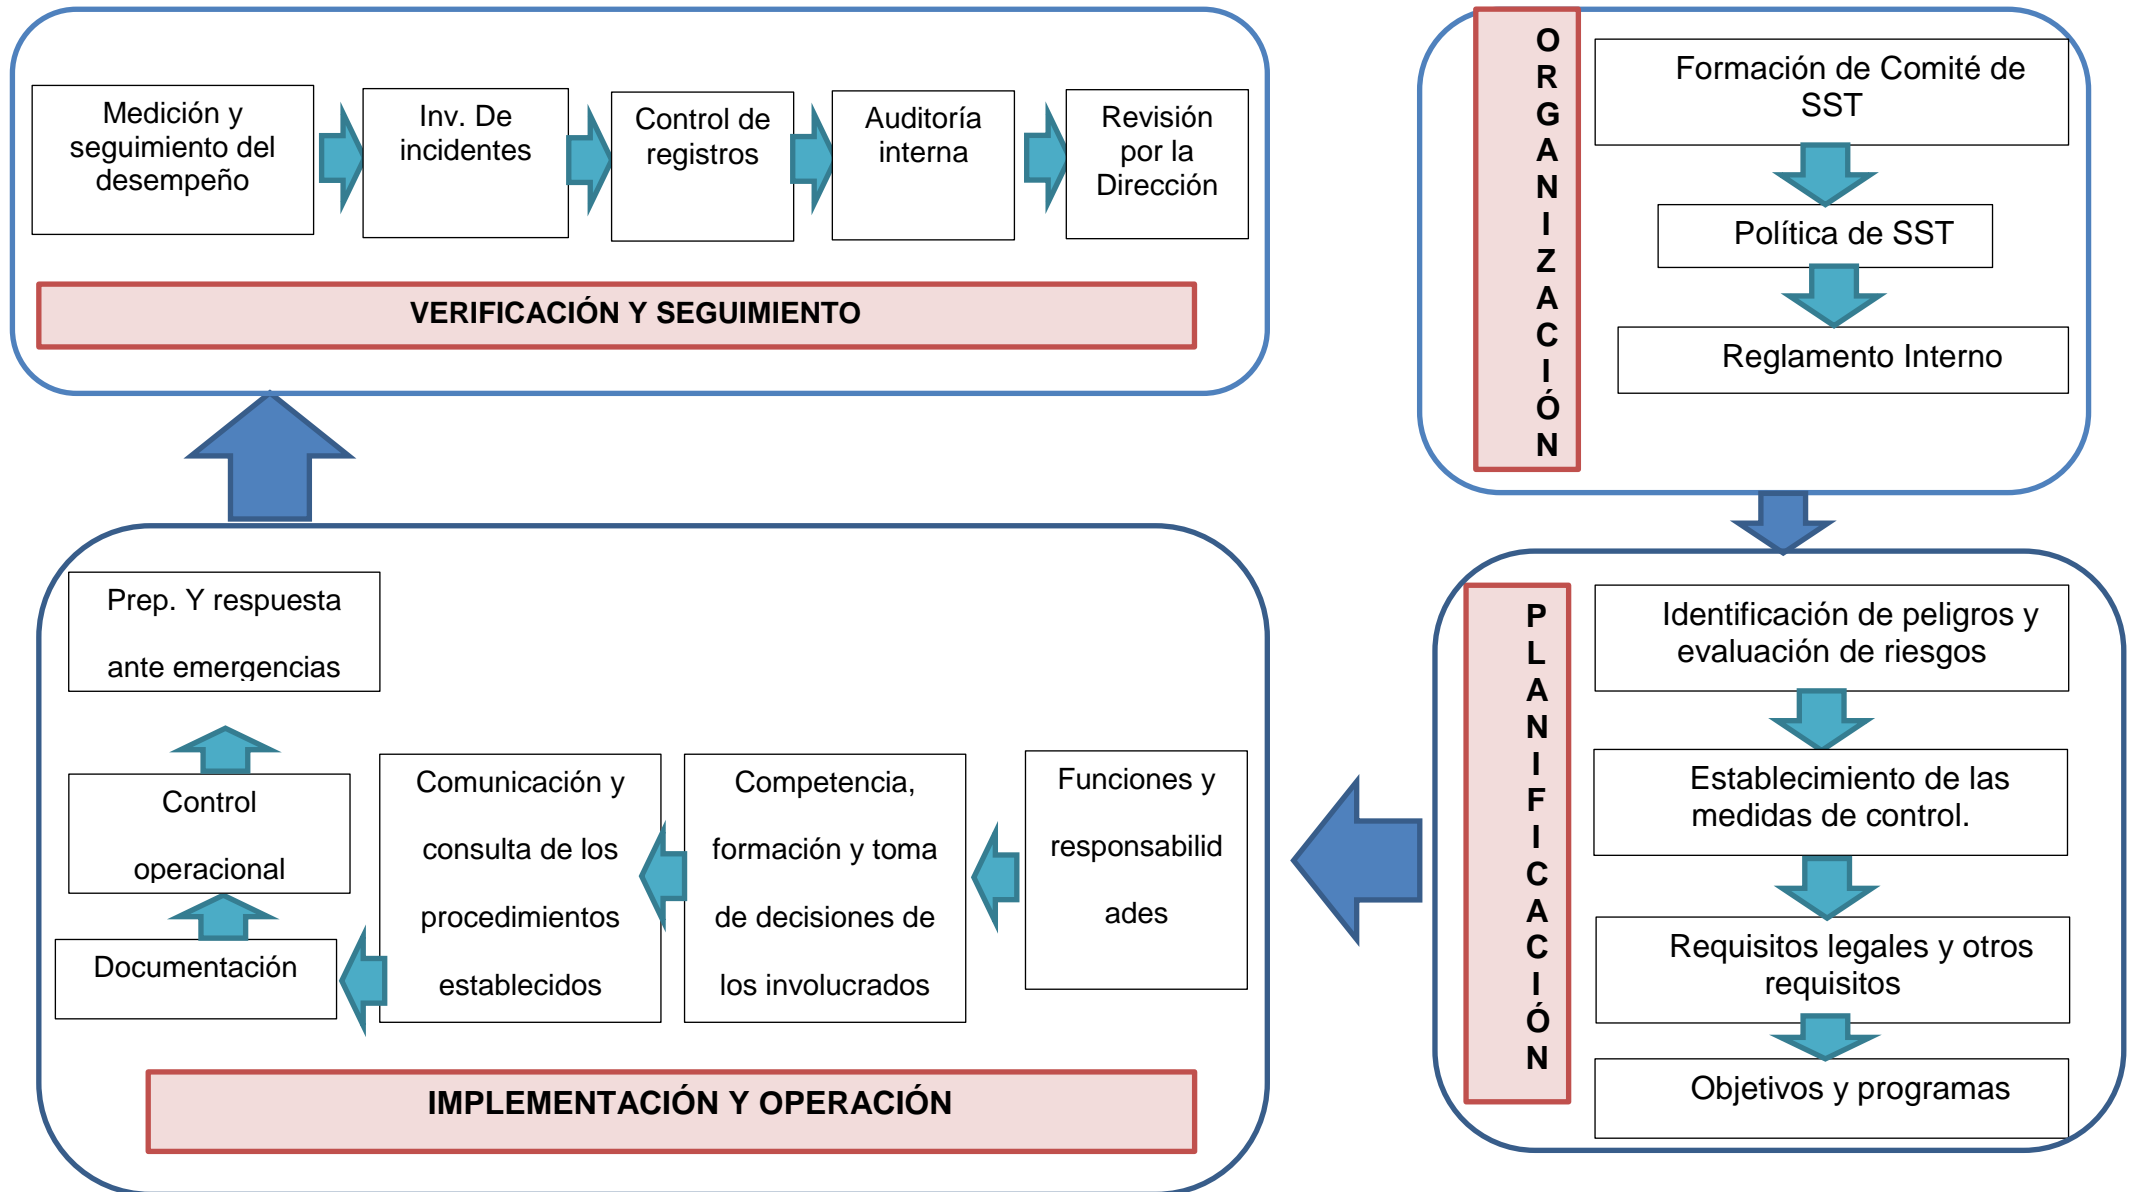 Medición y
seguimiento del
desempeño
Inv. De
incidentes
Control de
registros
Auditoría
interna
Revisión
por la
Dirección
VERIFICACIÓN Y SEGUIMIENTO
ORGANIZACIÓN
Formación de Comité de
SST
Política de SST
Reglamento Interno
PLANIFICACIÓN
Identificación de peligros y
evaluación de riesgos
Establecimiento de las
medidas de control.
Requisitos legales y otros
requisitos
Objetivos y programas
Funciones y
responsabilid
ades
Competencia,
formación y toma
de decisiones de
los involucrados
Comunicación y
consulta de los
procedimientos
establecidos
Documentación
Control
operacional
Prep. Y respuesta
ante emergencias
IMPLEMENTACIÓN Y OPERACIÓN